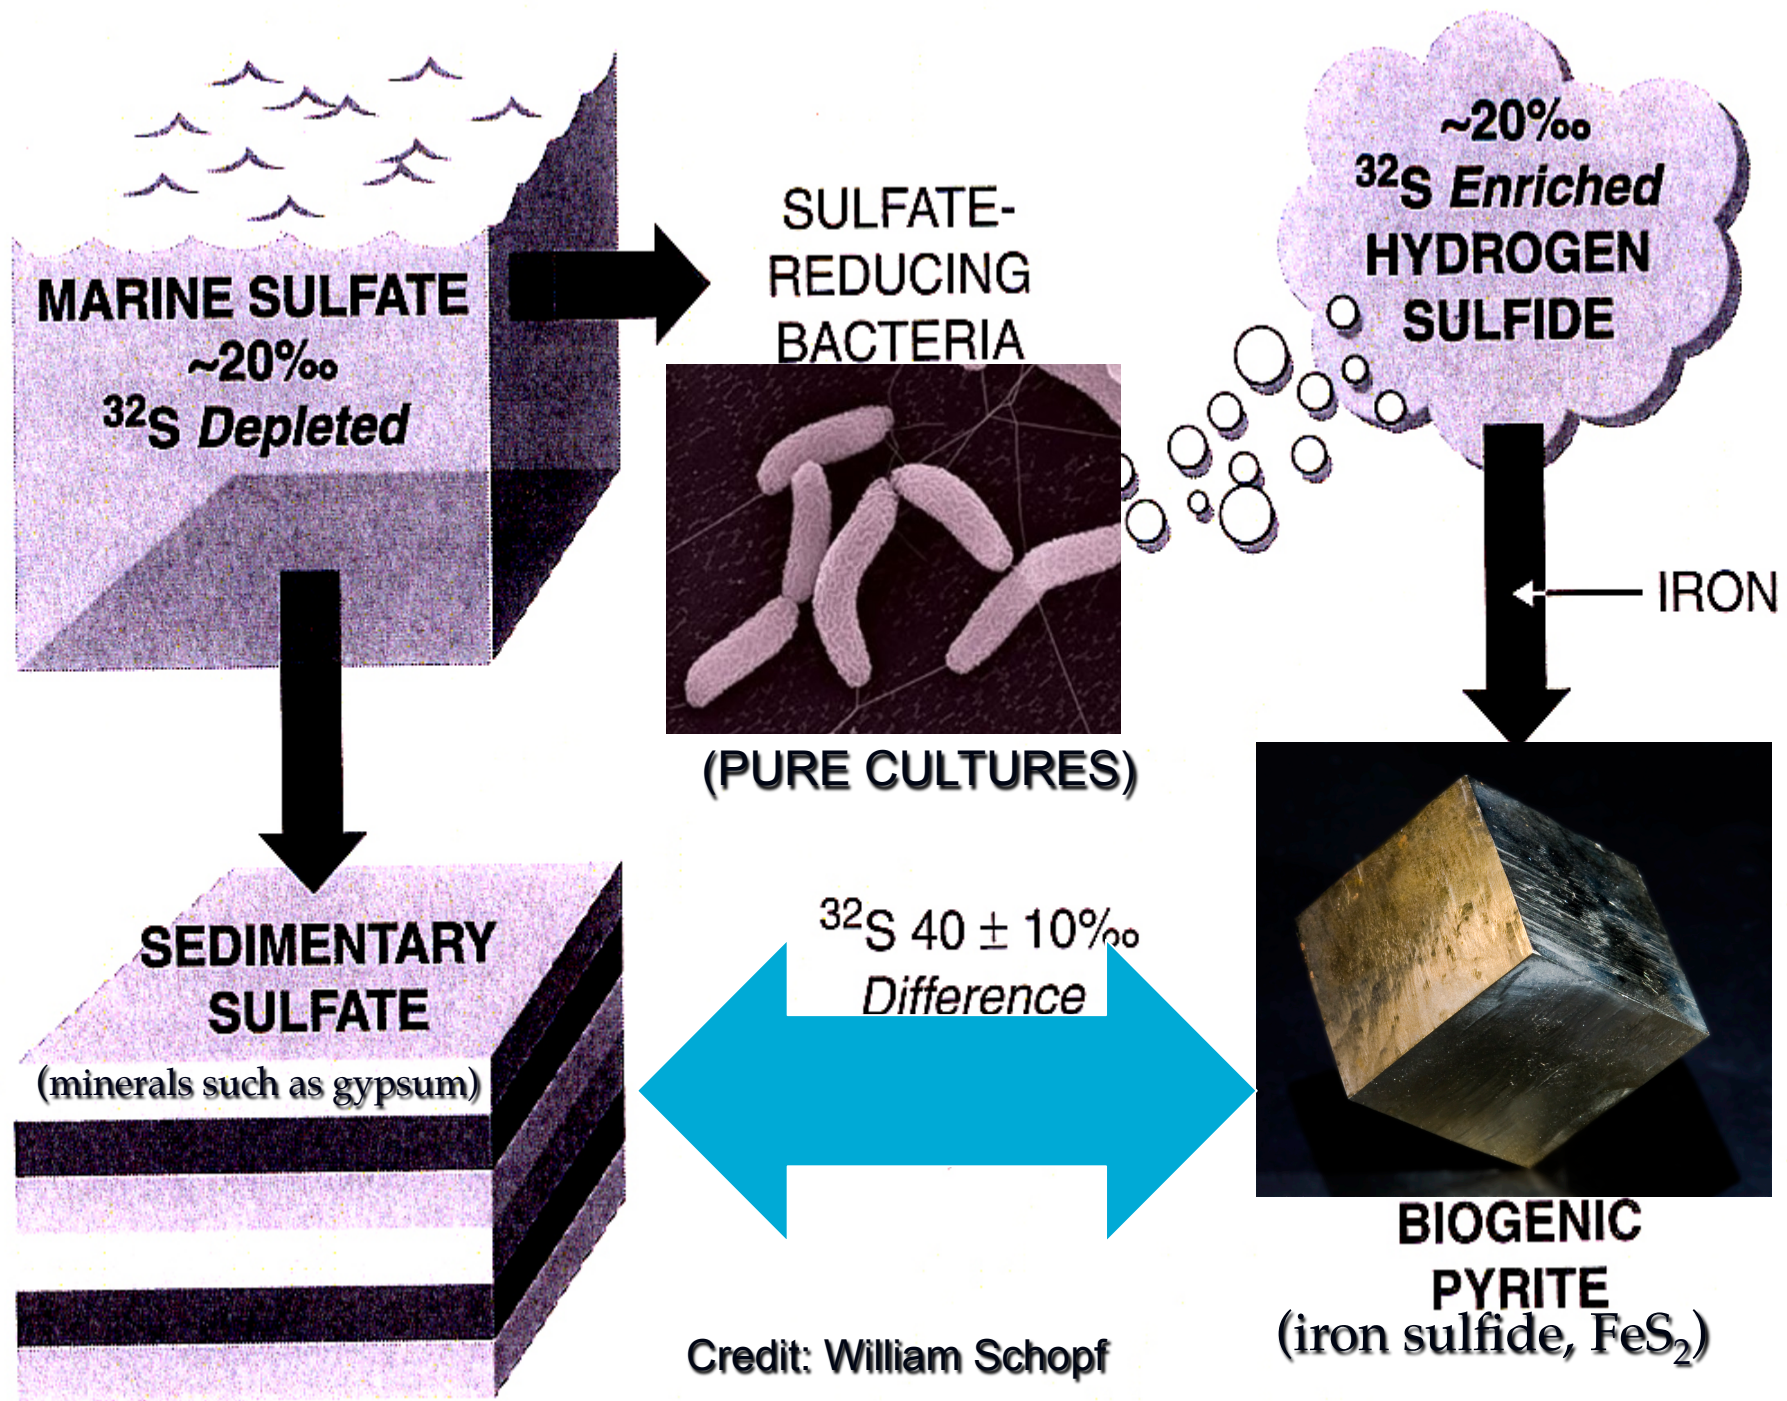 MARINE SULFATE
~20‰
³²S Depleted
SULFATE-
REDUCING
BACTERIA
(PURE CULTURES)
~20‰
³²S Enriched
HYDROGEN
SULFIDE
IRON
SEDIMENTARY
SULFATE
(minerals such as gypsum)
³²S 40 ± 10‰
Difference
BIOGENIC
PYRITE
(iron sulfide, FeS₂)
Credit: William Schopf